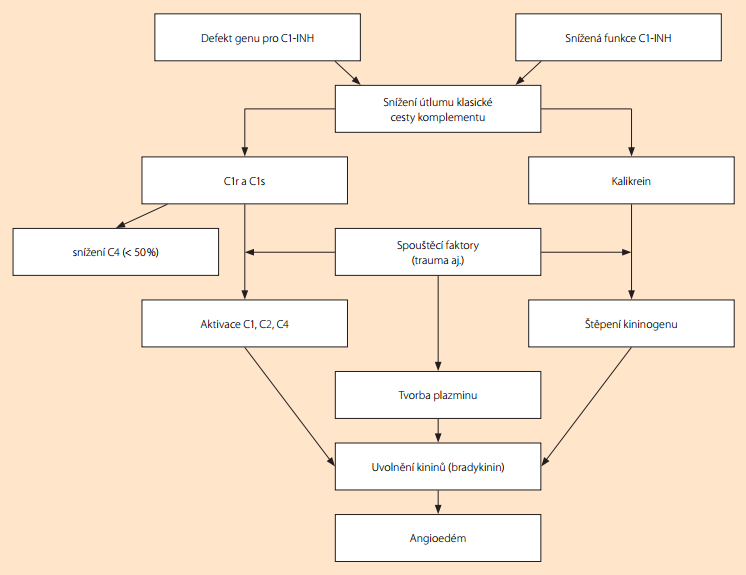 Defekt genu pro C1-INH
Snížená funkce C1-INH
Snížení útlumu klasické
cesty komplementu
C1r a C1s
Kalikrein
snížení C4 (< 50%)
Spouštěcí faktory
(trauma aj.)
Aktivace C1, C2, C4
Štěpení kininogenu
Tvorba plazminu
Uvolnění kininů (bradykinin)
Angioedém